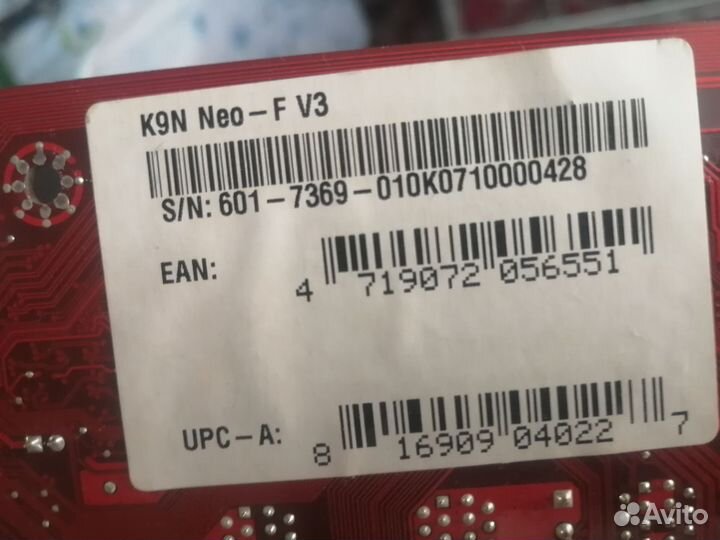 K9N Neo-F V3
S/N: 601-7369-010K0710000428
EAN: 4 719072 056551
UPC-A: 8 16909 04022 7
Avito